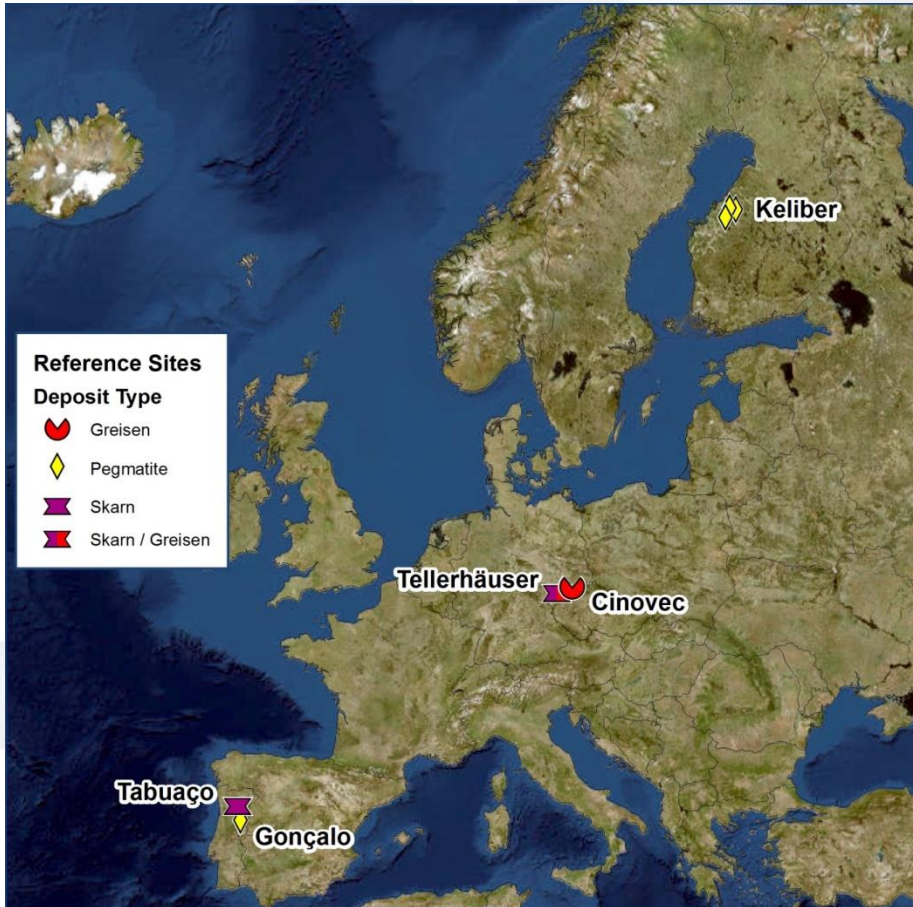 Keliber
Reference Sites
Deposit Type
Greisen
Pegmatite
Skarn
Skarn / Greisen
Tellerhäuser
Cinovec
Tabuaço
Gonçalo